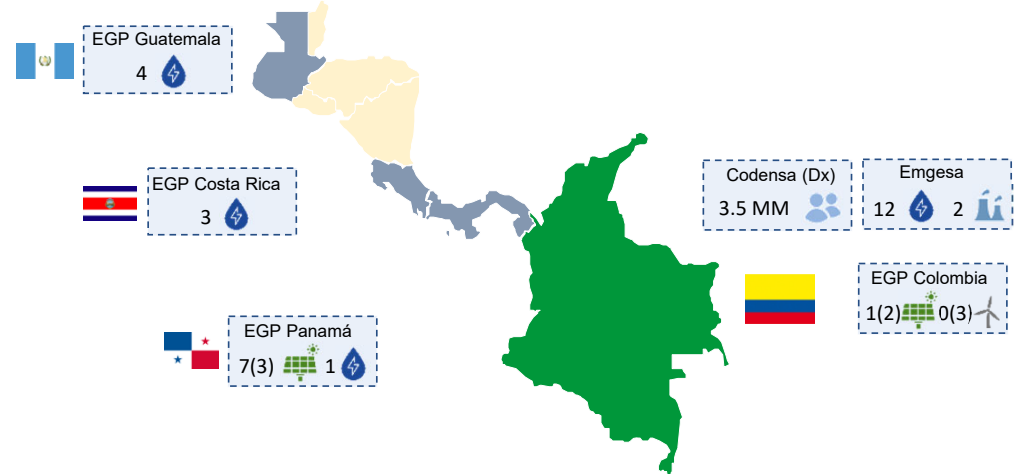 EGP Guatemala
4
EGP Costa Rica
3
EGP Panamá
7(3) 1
Codensa (Dx)
3.5 MM
Emgesa
12 2
EGP Colombia
1(2) 0(3)